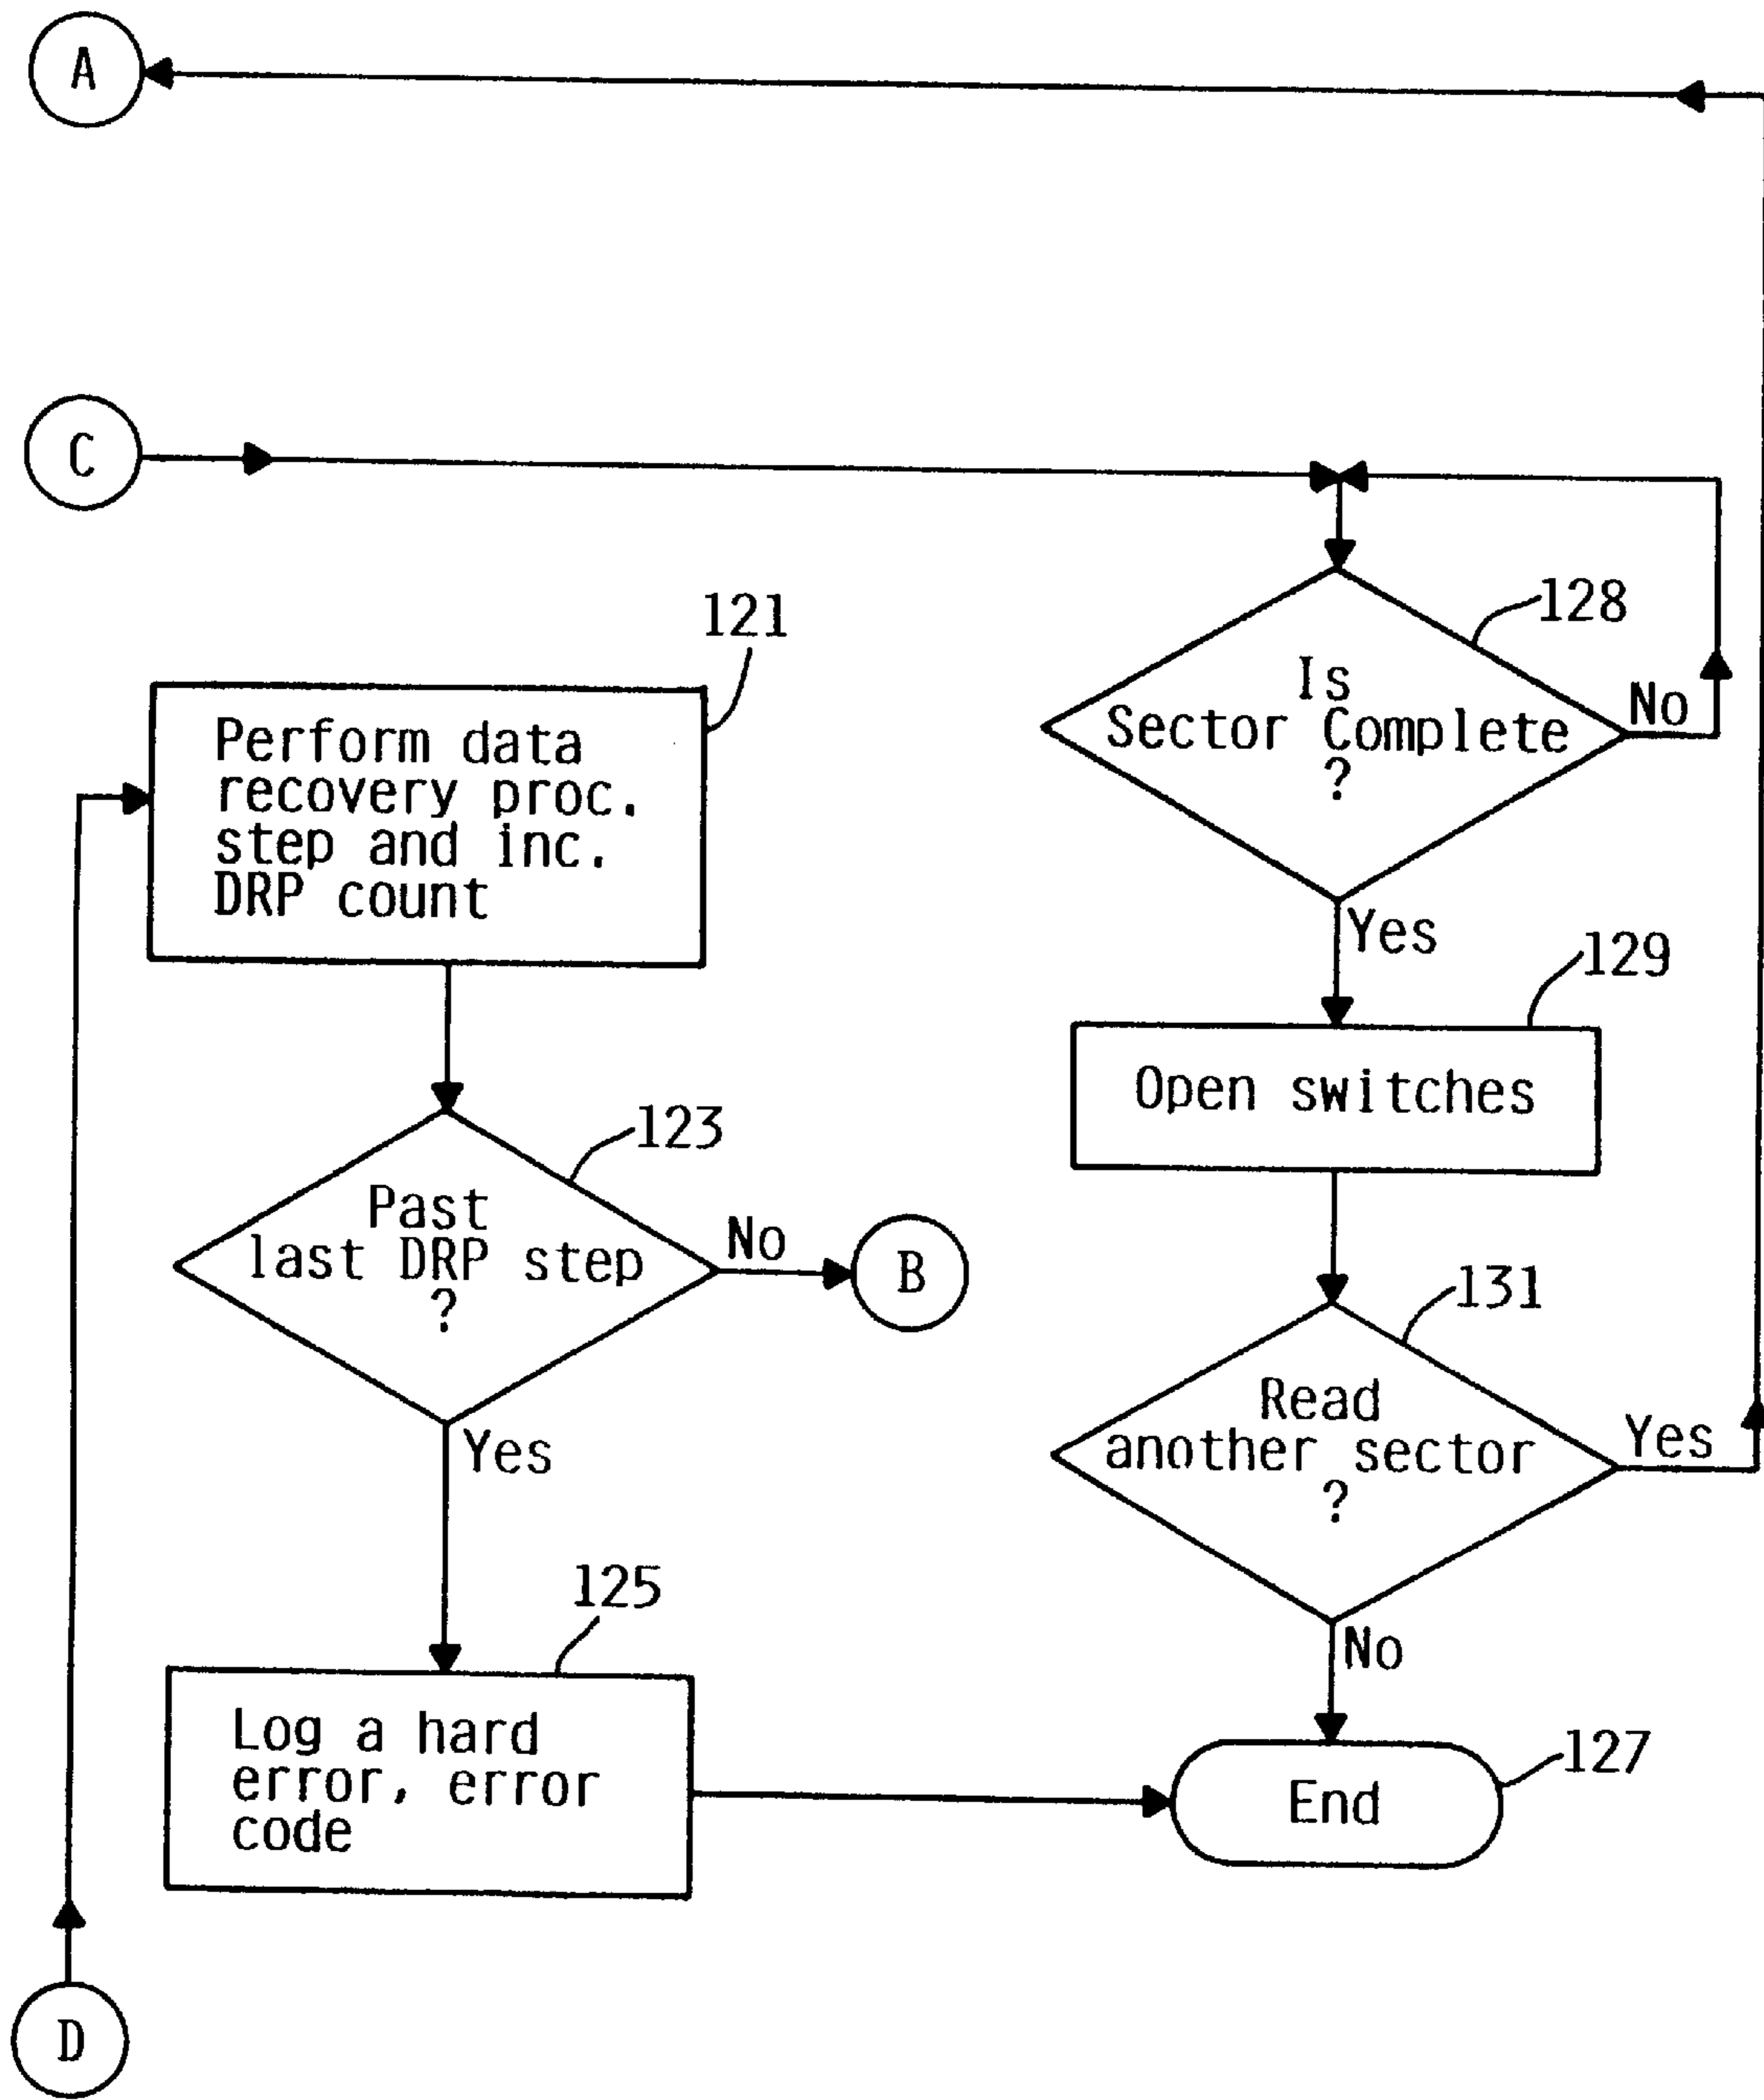 A
C
121
Perform data
recovery proc.
step and inc.
DRP count
123
Past
last DRP step
?
No
B
Yes
125
Log a hard
error, error
code
D
128
Is
Sector Complete
?
No
Yes
129
Open switches
131
Read
another sector
?
Yes
No
127
End